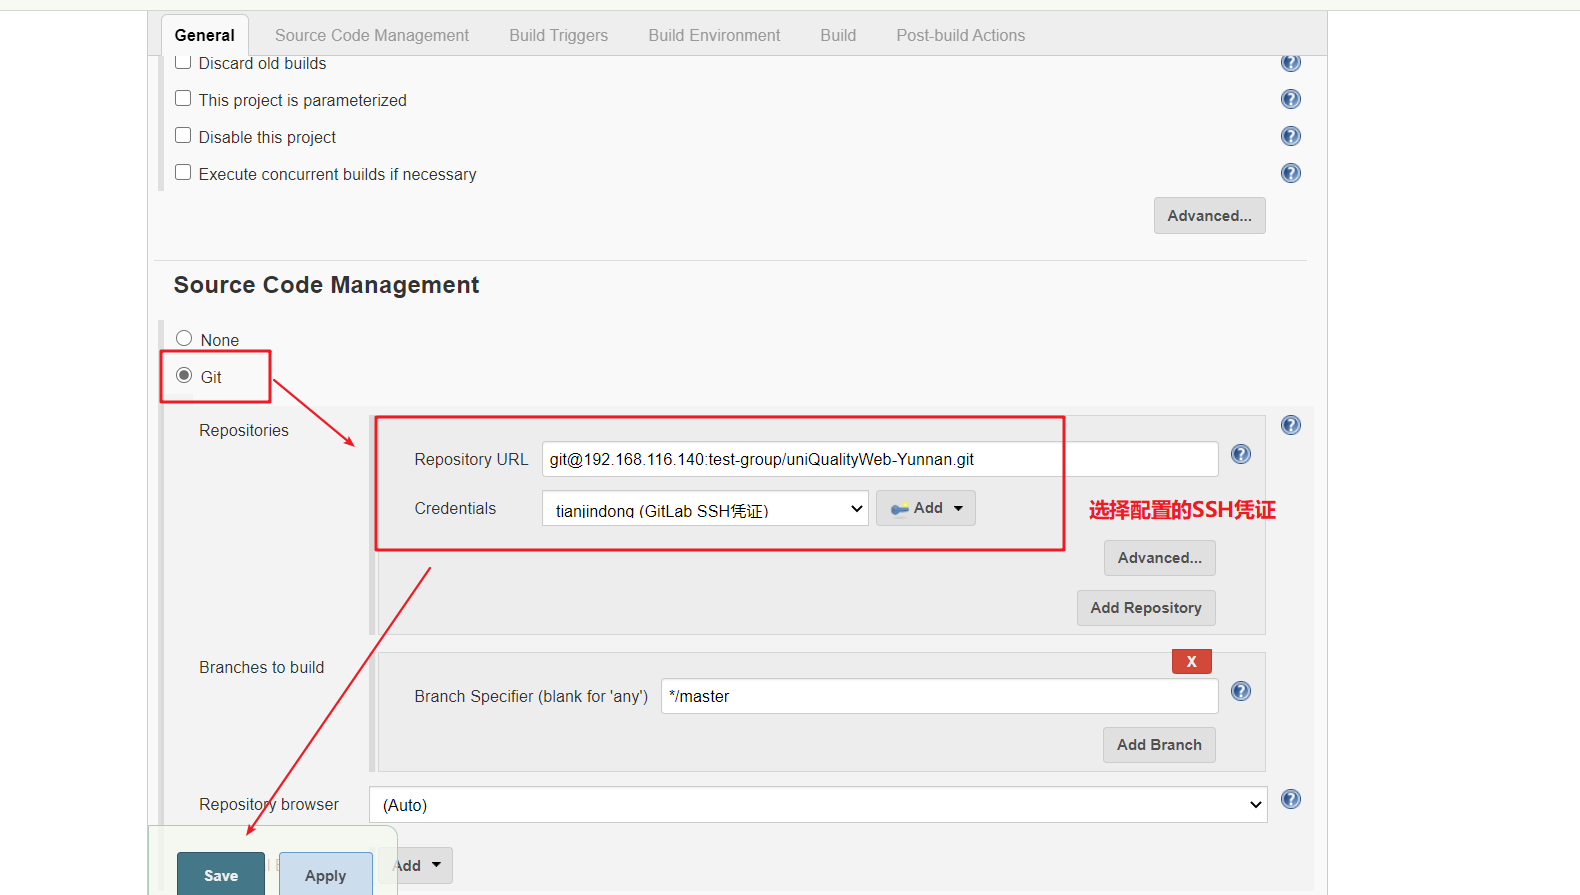 General Source Code Management Build Triggers Build Environment Build Post-build Actions
Discard old builds
This project is parameterized
Disable this project
Execute concurrent builds if necessary
Advanced...
Source Code Management
None
Git
Repositories
Repository URL git@192.168.116.140:test-group/uniQualityWeb-Yunnan.git
Credentials tianjindong (GitLab SSH凭证) Add
选择配置的SSH凭证
Advanced...
Add Repository
Branches to build
X
Branch Specifier (blank for 'any') */master
Add Branch
Repository browser (Auto)
Add
Save Apply